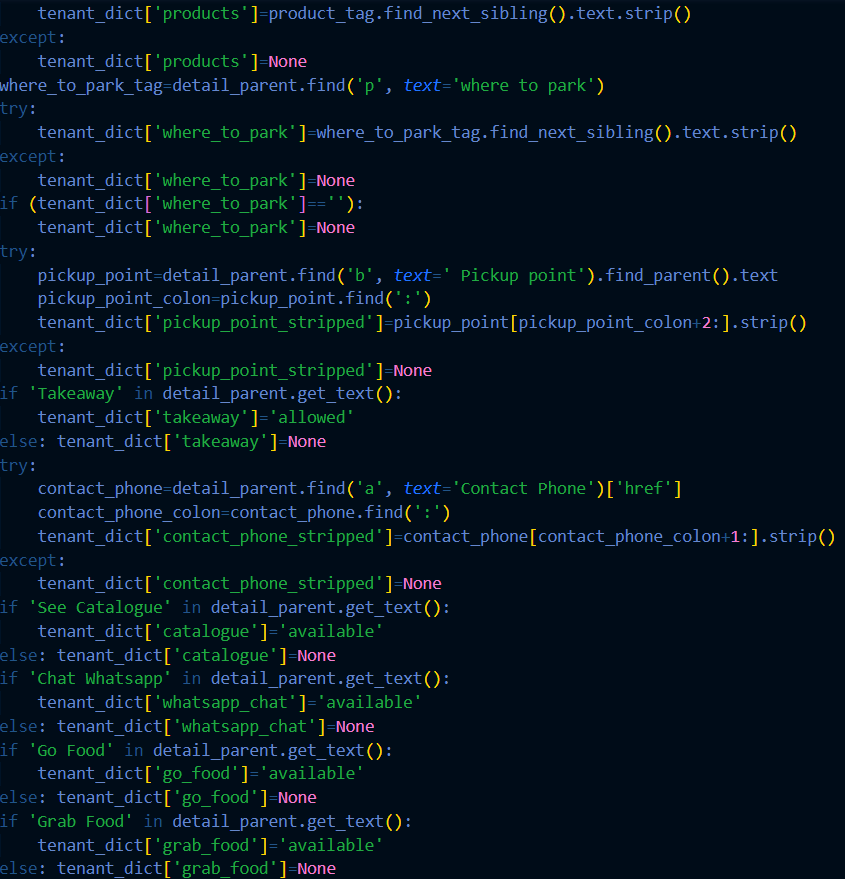 tenant_dict['products']=product_tag.find_next_sibling().text.strip()
except:
    tenant_dict['products']=None
where_to_park_tag=detail_parent.find('p', text='where to park')
try:
    tenant_dict['where_to_park']=where_to_park_tag.find_next_sibling().text.strip()
except:
    tenant_dict['where_to_park']=None
if (tenant_dict['where_to_park']==''):
    tenant_dict['where_to_park']=None
try:
    pickup_point=detail_parent.find('b', text=' Pickup point').find_parent().text
    pickup_point_colon=pickup_point.find(':')
    tenant_dict['pickup_point_stripped']=pickup_point[pickup_point_colon+2:].strip()
except:
    tenant_dict['pickup_point_stripped']=None
if 'Takeaway' in detail_parent.get_text():
    tenant_dict['takeaway']='allowed'
else: tenant_dict['takeaway']=None
try:
    contact_phone=detail_parent.find('a', text='Contact Phone')['href']
    contact_phone_colon=contact_phone.find(':')
    tenant_dict['contact_phone_stripped']=contact_phone[contact_phone_colon+1:].strip()
except:
    tenant_dict['contact_phone_stripped']=None
if 'See Catalogue' in detail_parent.get_text():
    tenant_dict['catalogue']='available'
else: tenant_dict['catalogue']=None
if 'Chat Whatsapp' in detail_parent.get_text():
    tenant_dict['whatsapp_chat']='available'
else: tenant_dict['whatsapp_chat']=None
if 'Go Food' in detail_parent.get_text():
    tenant_dict['go_food']='available'
else: tenant_dict['go_food']=None
if 'Grab Food' in detail_parent.get_text():
    tenant_dict['grab_food']='available'
else: tenant_dict['grab_food']=None